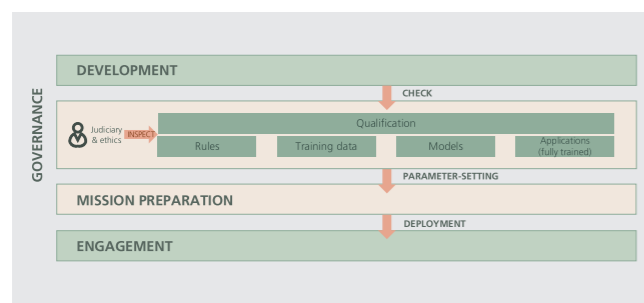 GOVERNANCE
DEVELOPMENT
CHECK
Judiciary
& ethics
INSPECT
Qualification
Rules
Training data
Models
Applications
(fully trained)
PARAMETER-SETTING
MISSION PREPARATION
DEPLOYMENT
ENGAGEMENT